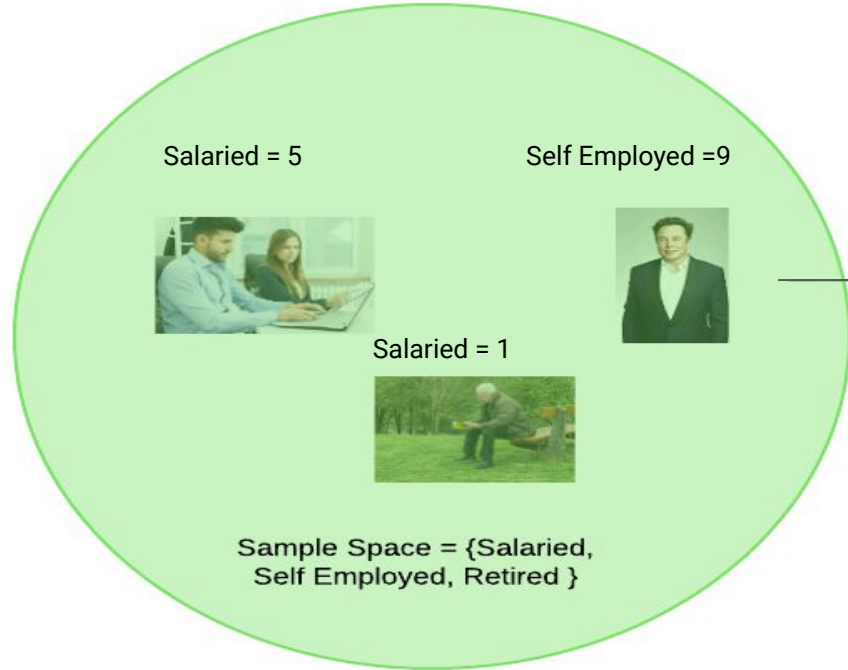 Salaried = 5
Self Employed =9
Salaried = 1
Sample Space = {Salaried,
Self Employed, Retired }